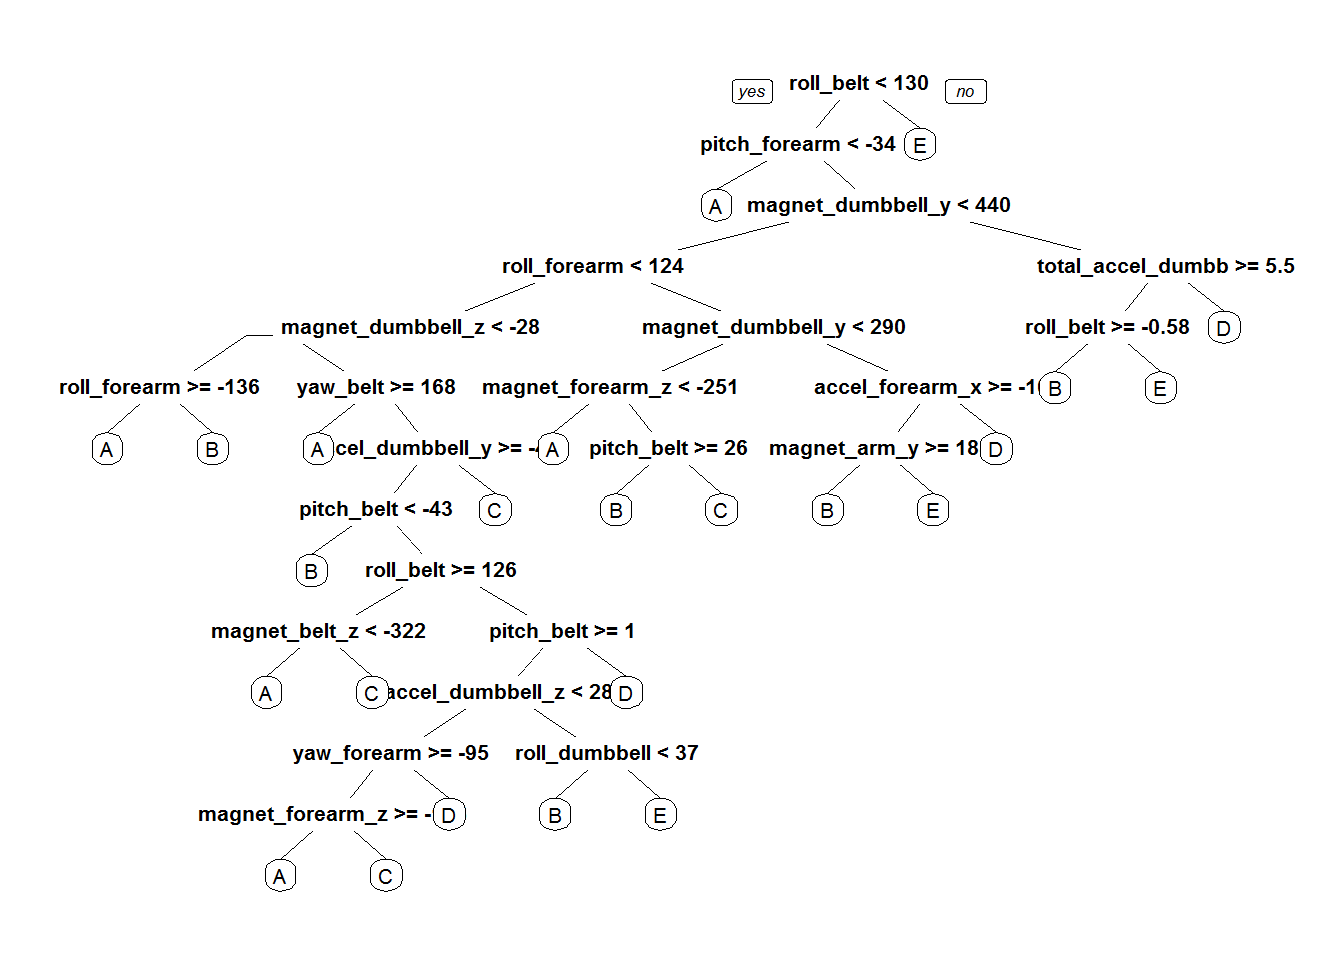 yes roll_belt < 130 no
pitch_forearm < -34 E
A magnet_dumbbell_y < 440
roll_forearm < 124 total_accel_dumbb >= 5.5
magnet_dumbbell_z < -28 magnet_dumbbell_y < 290 roll_belt >= -0.58 D
roll_forearm >= -136 yaw_belt >= 168 magnet_forearm_z < -251 accel_forearm_x >= -1 B E
A B A cel_dumbbell_y >= - A pitch_belt >= 26 magnet_arm_y >= 18 D
pitch_belt < -43 C B C B E
B roll_belt >= 126
magnet_belt_z < -322 pitch_belt >= 1
A C accel_dumbbell_z < 28 D
yaw_forearm >= -95 roll_dumbbell < 37
magnet_forearm_z >= - D B E
A C